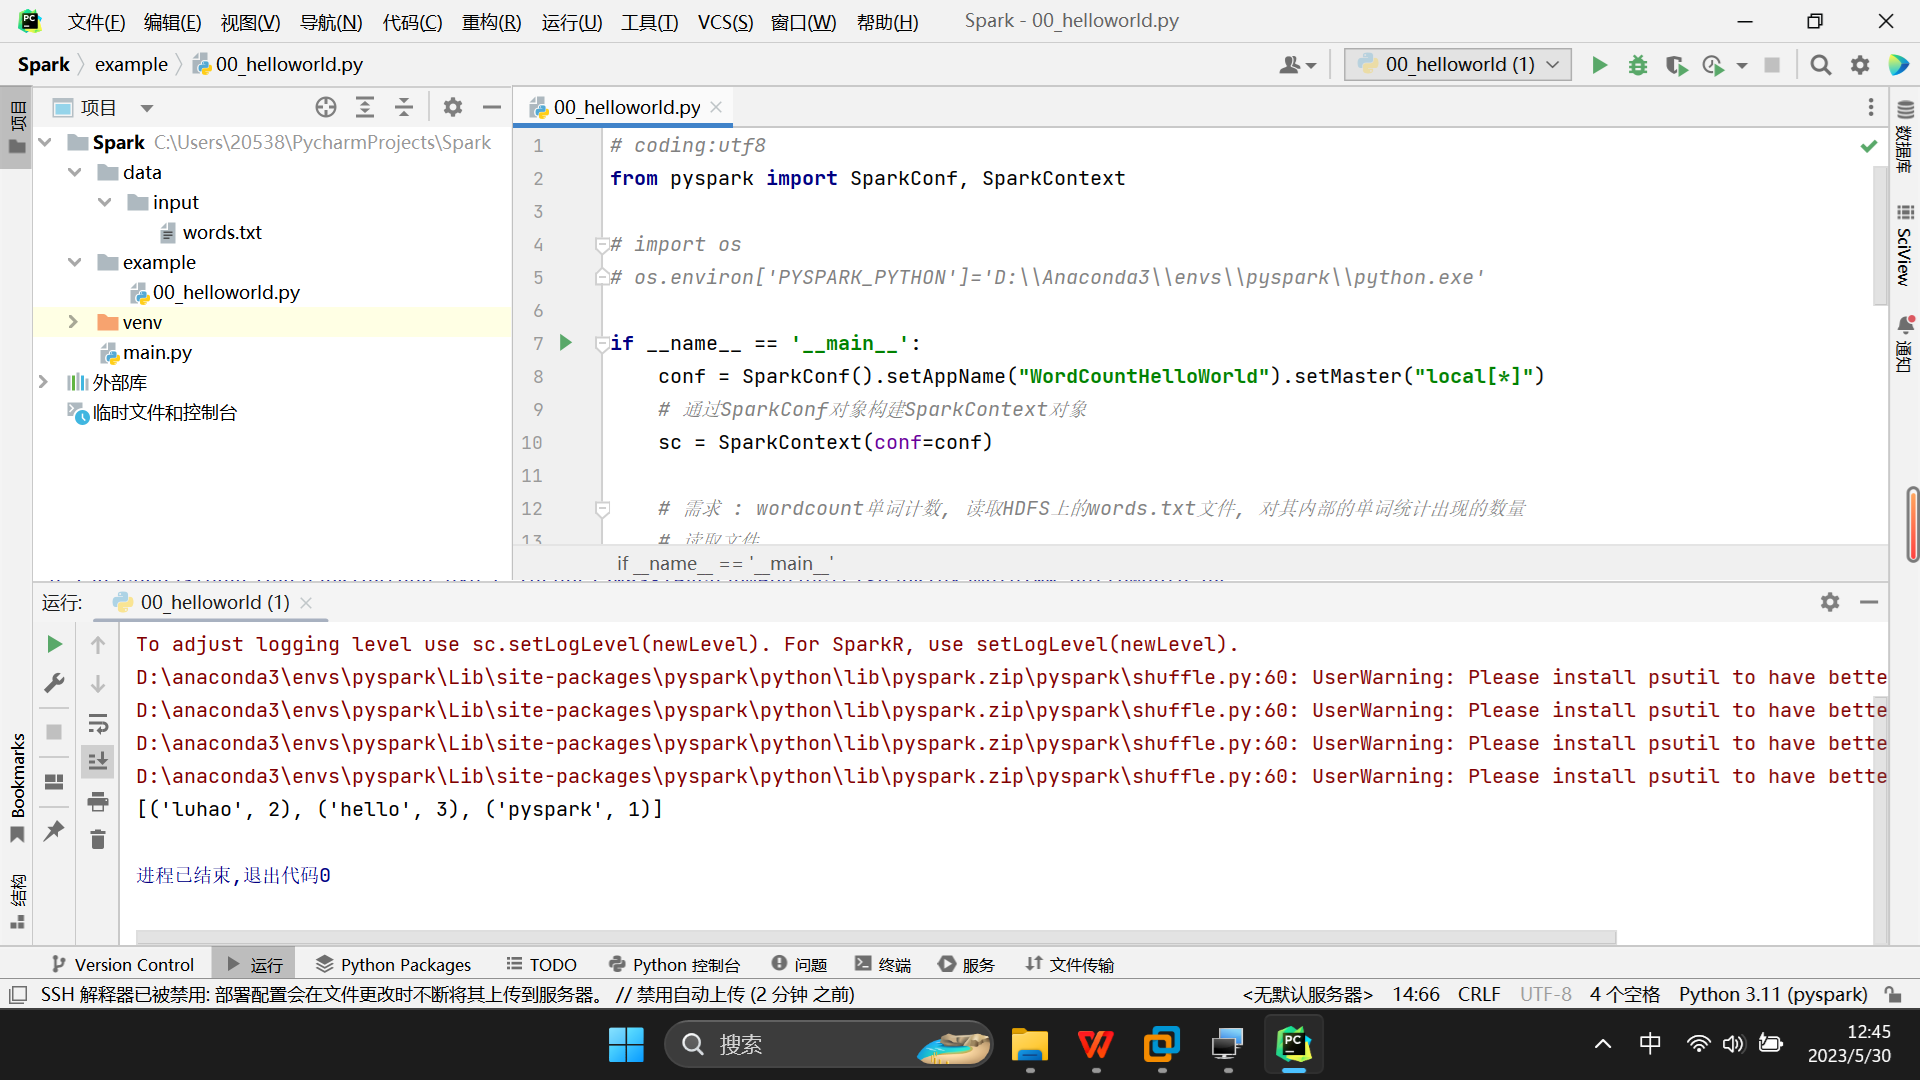 文件(F) 编辑(E) 视图(V) 导航(N) 代码(C) 重构(R) 运行(U) 工具(T) VCS(S) 窗口(W) 帮助(H) Spark - 00_helloworld.py
Spark example 00_helloworld.py 00_helloworld (1)
项目
项目
Spark C:\Users\20538\PycharmProjects\Spark
data
input
words.txt
example
00_helloworld.py
venv
main.py
外部库
临时文件和控制台
00_helloworld.py
1 # coding:utf8
2 from pyspark import SparkConf, SparkContext
3
4 # import os
5 # os.environ['PYSPARK_PYTHON']='D:\\Anaconda3\\envs\\pyspark\\python.exe'
6
7 if __name__ == '__main__':
8 conf = SparkConf().setAppName("WordCountHelloWorld").setMaster("local[*]")
9 # 通过SparkConf对象构建SparkContext对象
10 sc = SparkContext(conf=conf)
11
12 # 需求 : wordcount单词计数, 读取HDFS上的words.txt文件, 对其内部的单词统计出现的数量
13 # 读取文件
if __name__ == '__main__'
数据库
SciView
通知
运行: 00_helloworld (1)
To adjust logging level use sc.setLogLevel(newLevel). For SparkR, use setLogLevel(newLevel).
D:\anaconda3\envs\pyspark\Lib\site-packages\pyspark\python\lib\pyspark.zip\pyspark\shuffle.py:60: UserWarning: Please install psutil to have bette
D:\anaconda3\envs\pyspark\Lib\site-packages\pyspark\python\lib\pyspark.zip\pyspark\shuffle.py:60: UserWarning: Please install psutil to have bette
D:\anaconda3\envs\pyspark\Lib\site-packages\pyspark\python\lib\pyspark.zip\pyspark\shuffle.py:60: UserWarning: Please install psutil to have bette
D:\anaconda3\envs\pyspark\Lib\site-packages\pyspark\python\lib\pyspark.zip\pyspark\shuffle.py:60: UserWarning: Please install psutil to have bette
[('luhao', 2), ('hello', 3), ('pyspark', 1)]
进程已结束,退出代码0
Bookmarks
结构
Version Control 运行 Python Packages TODO Python 控制台 问题 终端 服务 文件传输
SSH 解释器已被禁用: 部署配置会在文件更改时不断将其上传到服务器。 // 禁用自动上传 (2 分钟 之前) <无默认服务器> 14:66 CRLF UTF-8 4 个空格 Python 3.11 (pyspark)
搜索 中 12:45
2023/5/30